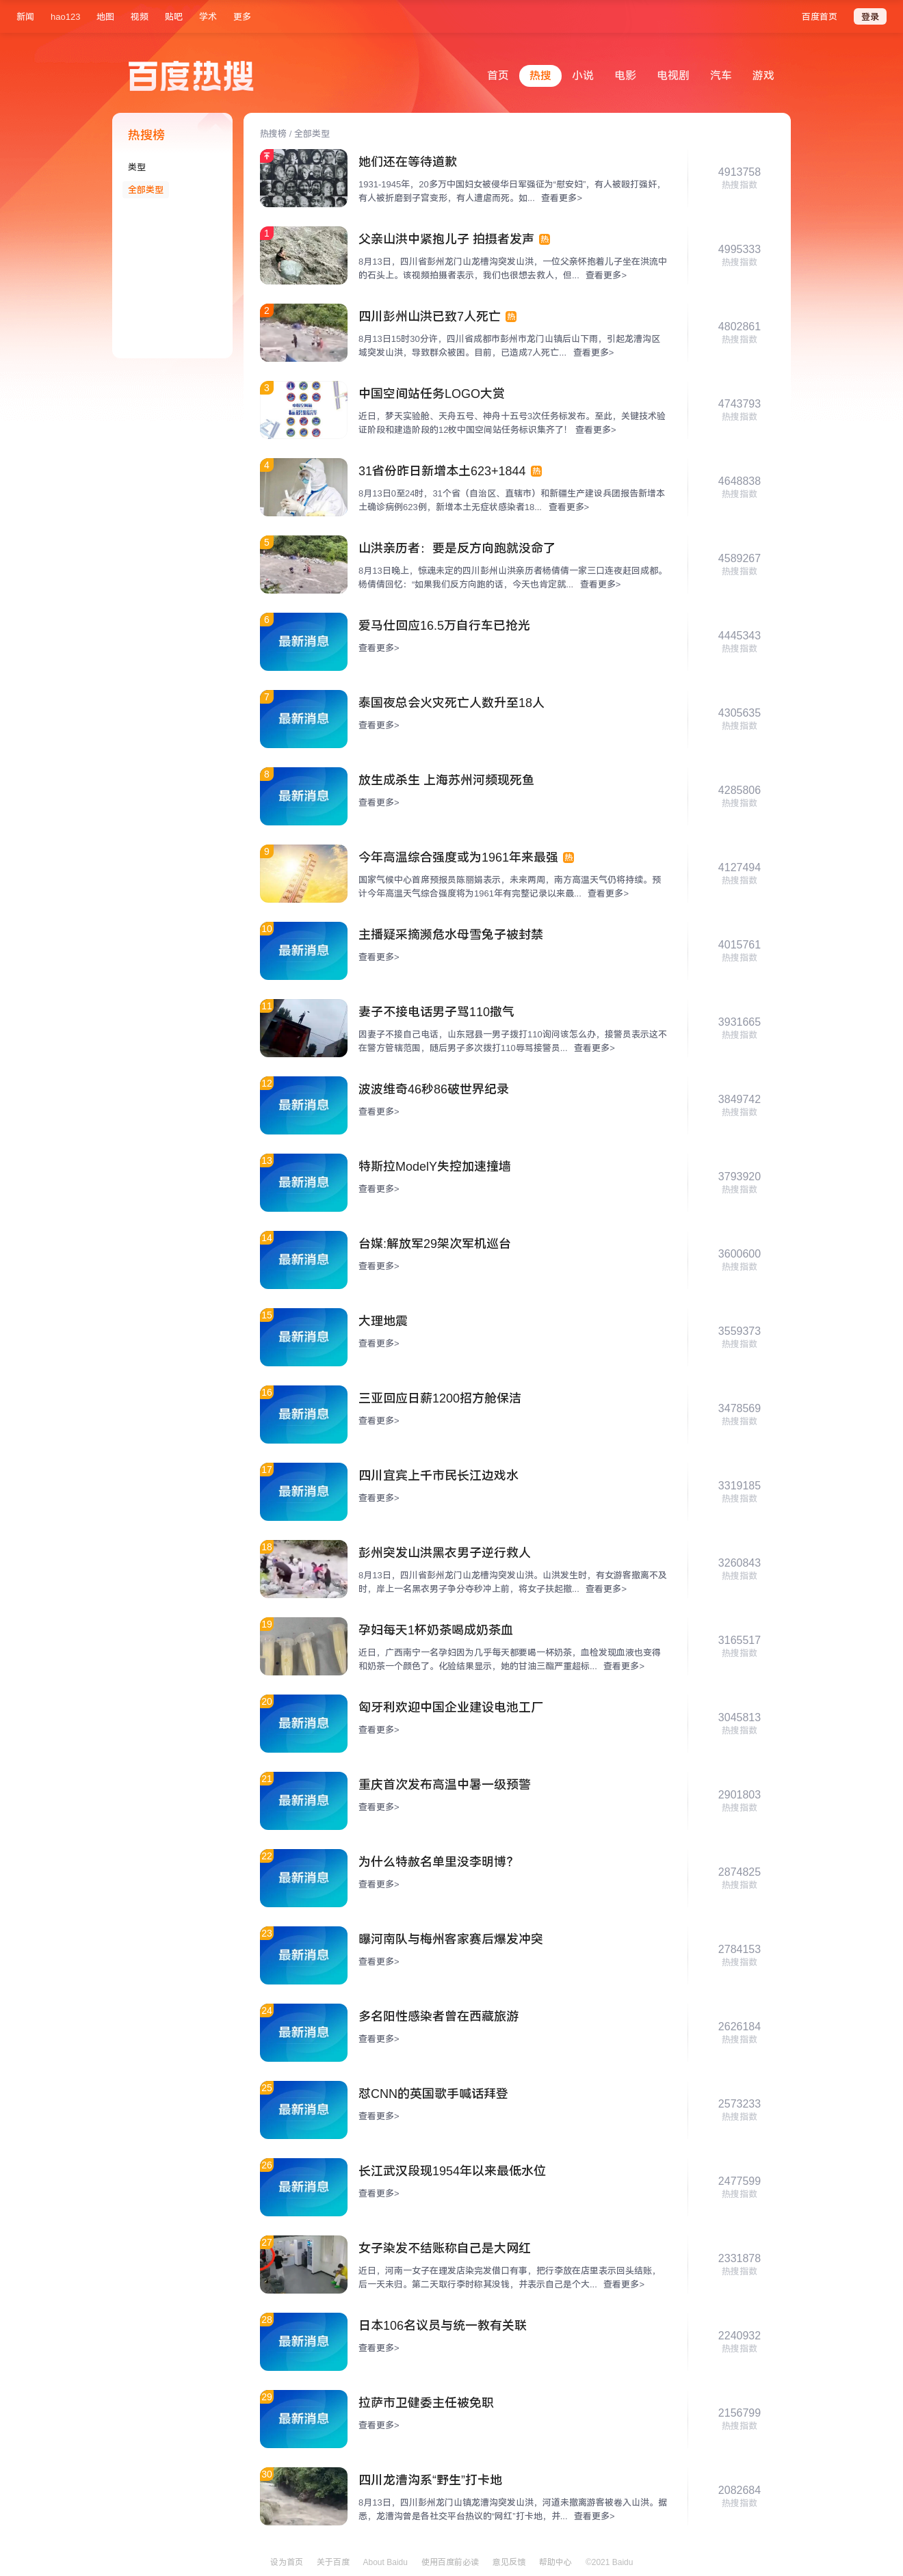 新闻 hao123 地图 视频 贴吧 学术 更多 百度首页 登录
百度热搜
首页 热搜 小说 电影 电视剧 汽车 游戏
热搜榜
类型
全部类型
热搜榜 / 全部类型
她们还在等待道歉
1931-1945年，20多万中国妇女被侵华日军强征为“慰安妇”，有人被殴打强奸，
有人被折磨到子宫变形，有人遭虐而死。如... 查看更多>
4913758
热搜指数
1
父亲山洪中紧抱儿子 拍摄者发声 热
8月13日，四川省彭州龙门山龙槽沟突发山洪，一位父亲怀抱着儿子坐在洪流中
的石头上。该视频拍摄者表示，我们也很想去救人，但... 查看更多>
4995333
热搜指数
2
四川彭州山洪已致7人死亡 热
8月13日15时30分许，四川省成都市彭州市龙门山镇后山下雨，引起龙漕沟区
域突发山洪，导致群众被困。目前，已造成7人死亡... 查看更多>
4802861
热搜指数
3
中国空间站任务LOGO大赏
近日，梦天实验舱、天舟五号、神舟十五号3次任务标发布。至此，关键技术验
证阶段和建造阶段的12枚中国空间站任务标识集齐了！ 查看更多>
4743793
热搜指数
4
31省份昨日新增本土623+1844 热
8月13日0至24时，31个省（自治区、直辖市）和新疆生产建设兵团报告新增本
土确诊病例623例，新增本土无症状感染者18... 查看更多>
4648838
热搜指数
5
山洪亲历者：要是反方向跑就没命了
8月13日晚上，惊魂未定的四川彭州山洪亲历者杨倩倩一家三口连夜赶回成都。
杨倩倩回忆：“如果我们反方向跑的话，今天也肯定就... 查看更多>
4589267
热搜指数
6
最新消息
爱马仕回应16.5万自行车已抢光
查看更多>
4445343
热搜指数
7
最新消息
泰国夜总会火灾死亡人数升至18人
查看更多>
4305635
热搜指数
8
最新消息
放生成杀生 上海苏州河频现死鱼
查看更多>
4285806
热搜指数
9
今年高温综合强度或为1961年来最强 热
国家气候中心首席预报员陈丽娟表示，未来两周，南方高温天气仍将持续。预
计今年高温天气综合强度将为1961年有完整记录以来最... 查看更多>
4127494
热搜指数
10
最新消息
主播疑采摘濒危水母雪兔子被封禁
查看更多>
4015761
热搜指数
11
妻子不接电话男子骂110撒气
因妻子不接自己电话，山东冠县一男子拨打110询问该怎么办，接警员表示这不
在警方管辖范围，随后男子多次拨打110辱骂接警员... 查看更多>
3931665
热搜指数
12
最新消息
波波维奇46秒86破世界纪录
查看更多>
3849742
热搜指数
13
最新消息
特斯拉ModelY失控加速撞墙
查看更多>
3793920
热搜指数
14
最新消息
台媒:解放军29架次军机巡台
查看更多>
3600600
热搜指数
15
最新消息
大理地震
查看更多>
3559373
热搜指数
16
最新消息
三亚回应日薪1200招方舱保洁
查看更多>
3478569
热搜指数
17
最新消息
四川宜宾上千市民长江边戏水
查看更多>
3319185
热搜指数
18
彭州突发山洪黑衣男子逆行救人
8月13日，四川省彭州龙门山龙槽沟突发山洪。山洪发生时，有女游客撤离不及
时，岸上一名黑衣男子争分夺秒冲上前，将女子扶起撤... 查看更多>
3260843
热搜指数
19
孕妇每天1杯奶茶喝成奶茶血
近日，广西南宁一名孕妇因为几乎每天都要喝一杯奶茶，血检发现血液也变得
和奶茶一个颜色了。化验结果显示，她的甘油三酯严重超标... 查看更多>
3165517
热搜指数
20
最新消息
匈牙利欢迎中国企业建设电池工厂
查看更多>
3045813
热搜指数
21
最新消息
重庆首次发布高温中暑一级预警
查看更多>
2901803
热搜指数
22
最新消息
为什么特赦名单里没李明博?
查看更多>
2874825
热搜指数
23
最新消息
曝河南队与梅州客家赛后爆发冲突
查看更多>
2784153
热搜指数
24
最新消息
多名阳性感染者曾在西藏旅游
查看更多>
2626184
热搜指数
25
最新消息
怼CNN的英国歌手喊话拜登
查看更多>
2573233
热搜指数
26
最新消息
长江武汉段现1954年以来最低水位
查看更多>
2477599
热搜指数
27
女子染发不结账称自己是大网红
近日，河南一女子在理发店染完发借口有事，把行李放在店里表示回头结账，
后一天未归。第二天取行李时称其没钱，并表示自己是个大... 查看更多>
2331878
热搜指数
28
最新消息
日本106名议员与统一教有关联
查看更多>
2240932
热搜指数
29
最新消息
拉萨市卫健委主任被免职
查看更多>
2156799
热搜指数
30
四川龙漕沟系“野生”打卡地
8月13日，四川彭州龙门山镇龙漕沟突发山洪，河道未撤离游客被卷入山洪。据
悉，龙漕沟曾是各社交平台热议的“网红”打卡地，井... 查看更多>
2082684
热搜指数
设为首页 关于百度 About Baidu 使用百度前必读 意见反馈 帮助中心 ©2021 Baidu